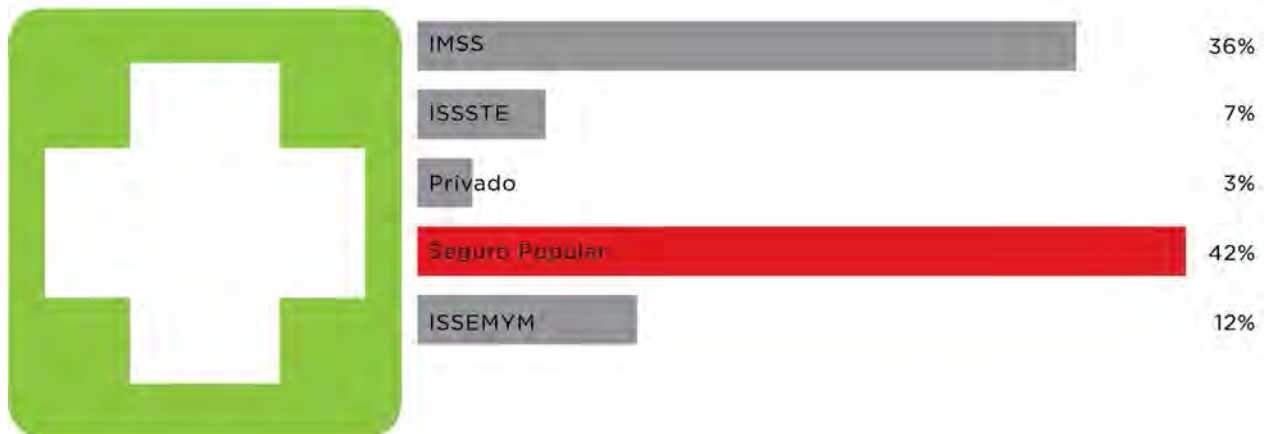 IMSS 36%
ISSSTE 7%
Privado 3%
Seguro Popular 42%
ISSEMYM 12%